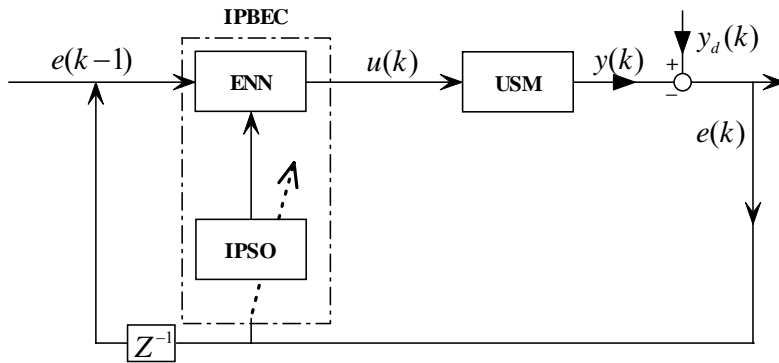 IPBEC
e(k−1)
ENN
u(k)
USM
y(k)
+
−
y_d(k)
e(k)
IPSO
Z⁻¹